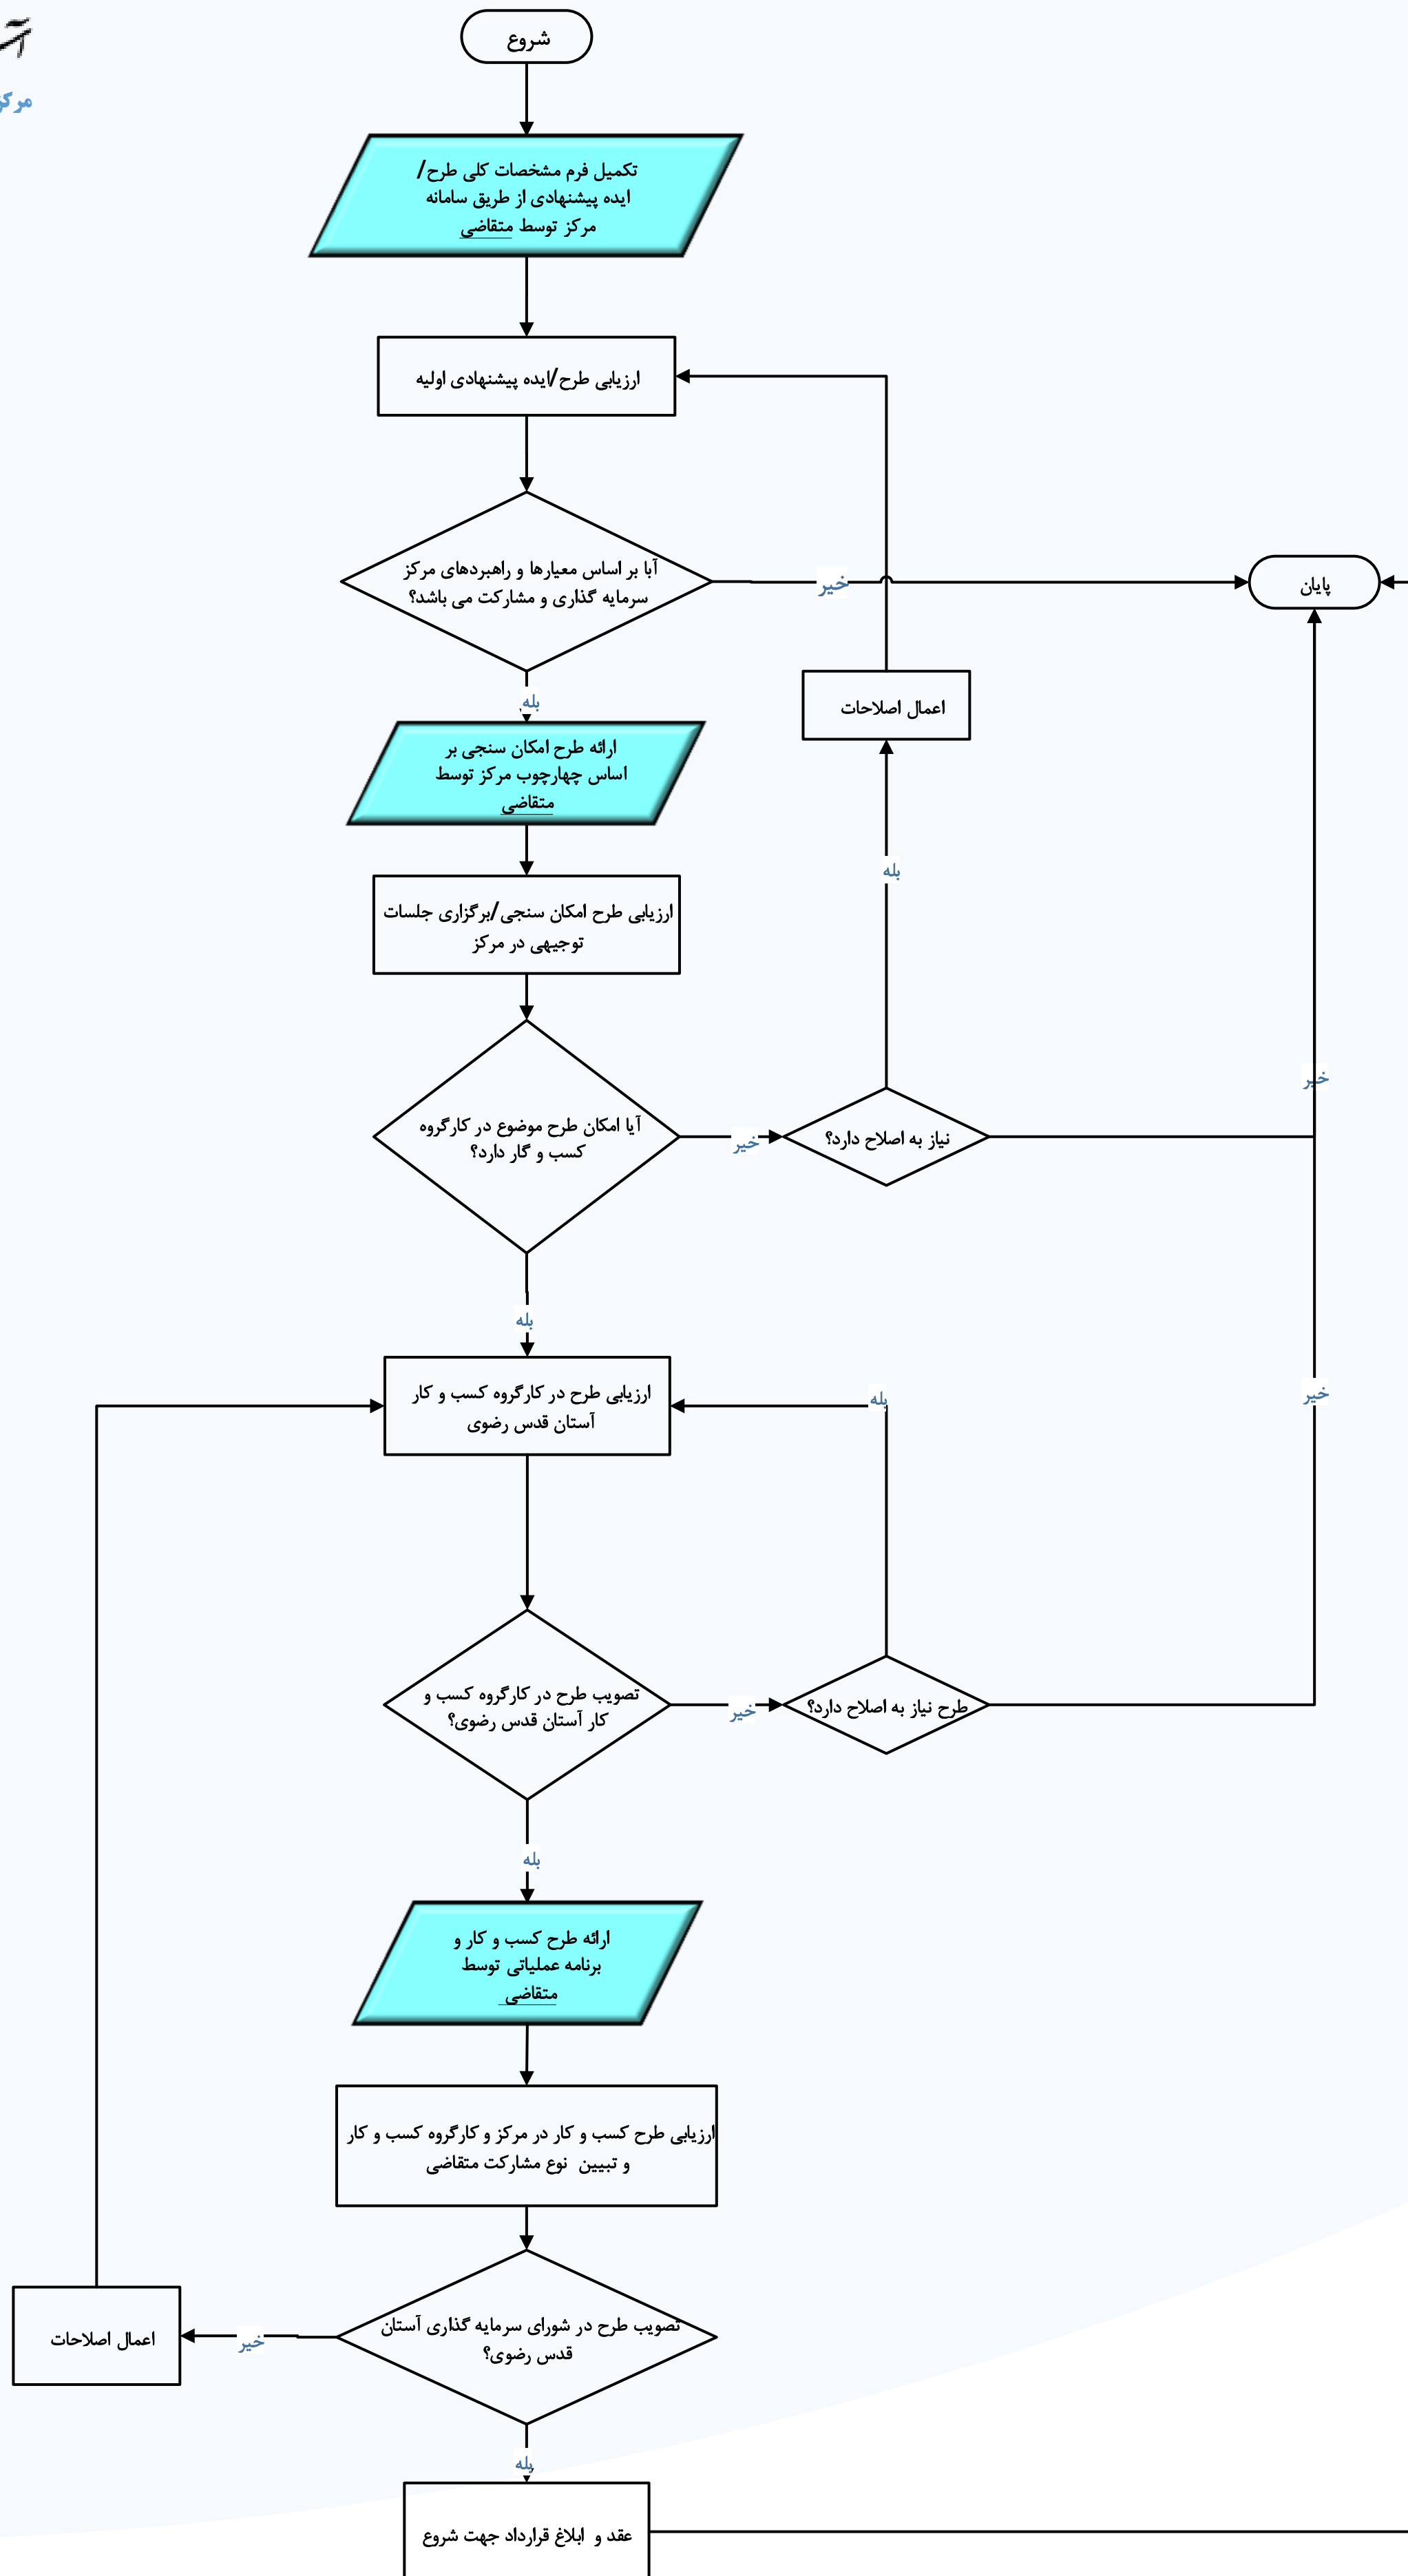 شروع
مرکز
تکمیل فرم مشخصات کلی طرح/
ایده پیشنهادی از طریق سامانه
مرکز توسط متقاضی
ارزیابی طرح/ایده پیشنهادی اولیه
آبا بر اساس معیارها و راهبردهای مرکز
سرمایه گذاری و مشارکت می باشد؟
خیر
پایان
بله
اعمال اصلاحات
ارائه طرح امکان سنجی بر
اساس چهارچوب مرکز توسط
متقاضی
بله
ارزیابی طرح امکان سنجی/برگزاری جلسات
توجیهی در مرکز
خیر
آیا امکان طرح موضوع در کارگروه
کسب و گار دارد؟
خیر
نیاز به اصلاح دارد؟
بله
ارزیابی طرح در کارگروه کسب و کار
آستان قدس رضوی
بله
خیر
تصویب طرح در کارگروه کسب و
کار آستان قدس رضوی؟
خیر
طرح نیاز به اصلاح دارد؟
بله
ارائه طرح کسب و کار و
برنامه عملیاتی توسط
متقاضی
ارزیابی طرح کسب و کار در مرکز و کارگروه کسب و کار
و تبیین نوع مشارکت متقاضی
تصویب طرح در شورای سرمایه گذاری آستان
قدس رضوی؟
خیر
اعمال اصلاحات
بله
عقد و ابلاغ قرارداد جهت شروع